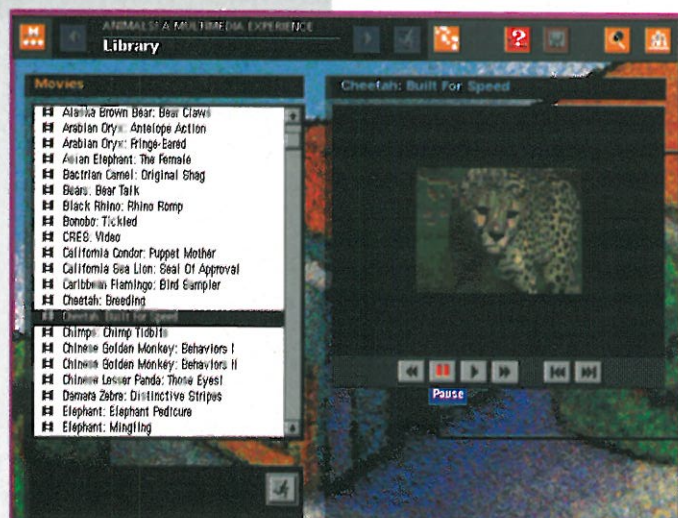 ANIMALS! A MULTIMEDIA EXPERIENCE
Library
Movies
Alaska Brown Bear: Bear Claws
Arabian Oryx: Antelope Action
Arabian Oryx: Fringe-Eared
Asian Elephant: The Female
Bactrian Camel: Original Shag
Bears: Bear Talk
Black Rhino: Rhino Romp
Bonobo: Tickled
CRES: Video
California Condor: Puppet Mother
California Sea Lion: Seal Of Approval
Caribbean Flamingo: Bird Sampler
Cheetah: Breeding
Cheetah: Built For Speed
Chimps: Chimp Tidbits
Chinese Golden Monkey: Behaviors I
Chinese Golden Monkey: Behaviors II
Chinese Lesser Panda: Those Eyes!
Damara Zebra: Distinctive Stripes
Elephant: Elephant Pedicure
Elephant: Mingling
Cheetah: Built For Speed
?
Pause